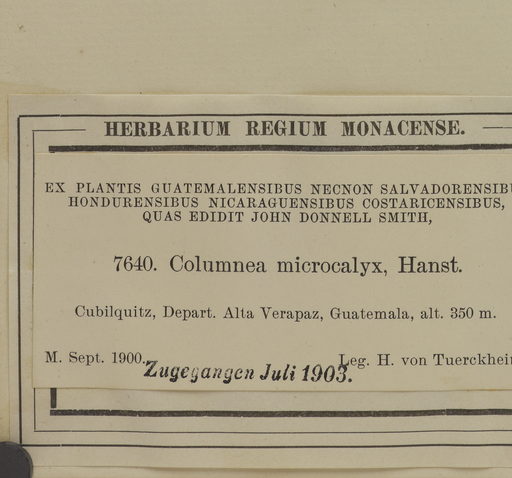 HERBARIUM REGIUM MONACENSE.
EX PLANTIS GUATEMALENSIBUS NECNON SALVADORENSIBU
HONDURENSIBUS NICARAGUENSIBUS COSTARICENSIBUS,
QUAS EDIDIT JOHN DONNELL SMITH,
7640. Columnea microcalyx, Hanst.
Cubilquitz, Depart. Alta Verapaz, Guatemala, alt. 350 m.
M. Sept. 1900. Leg. H. von Tuerckheim
Zugegangen Juli 1903.